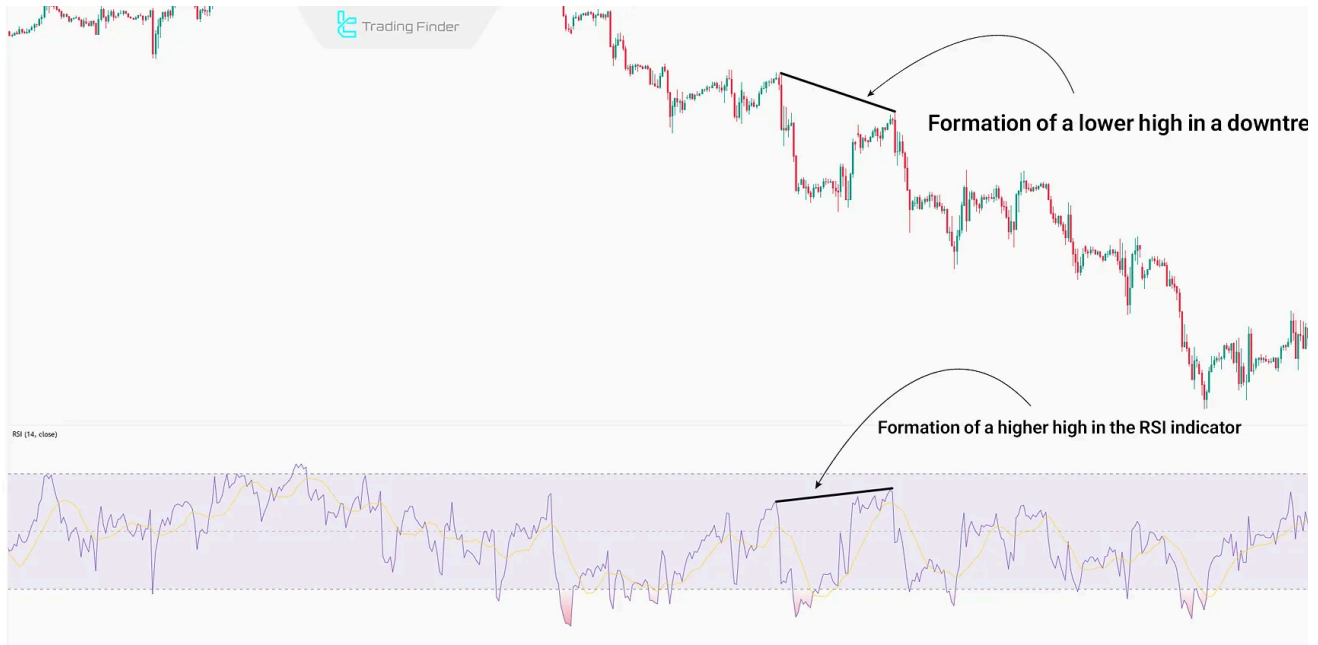 Trading Finder
Formation of a lower high in a downtre
Formation of a higher high in the RSI indicator
RSI (14, close)